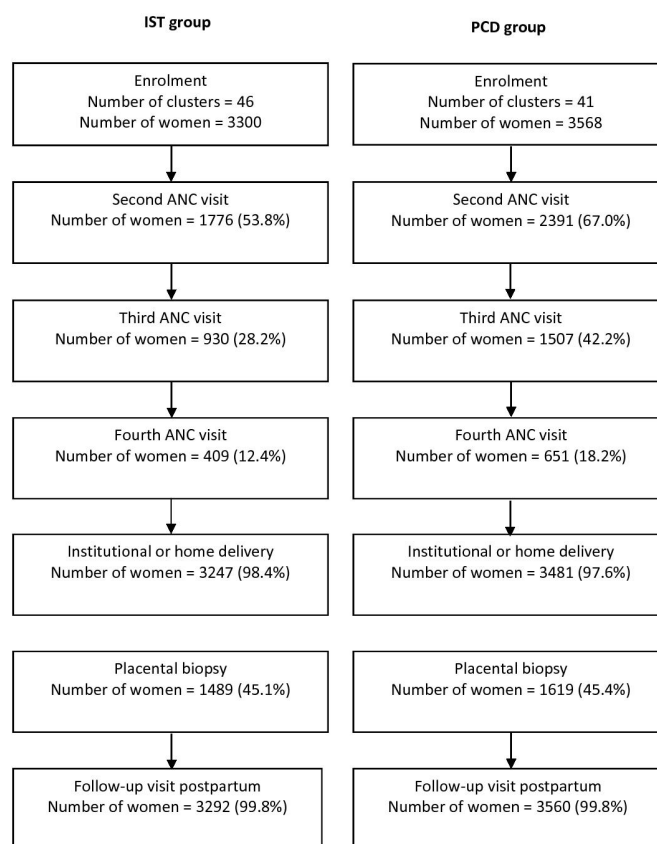 IST group
PCD group
Enrolment
Number of clusters = 46
Number of women = 3300
Enrolment
Number of clusters = 41
Number of women = 3568
Second ANC visit
Number of women = 1776 (53.8%)
Second ANC visit
Number of women = 2391 (67.0%)
Third ANC visit
Number of women = 930 (28.2%)
Third ANC visit
Number of women = 1507 (42.2%)
Fourth ANC visit
Number of women = 409 (12.4%)
Fourth ANC visit
Number of women = 651 (18.2%)
Institutional or home delivery
Number of women = 3247 (98.4%)
Institutional or home delivery
Number of women = 3481 (97.6%)
Placental biopsy
Number of women = 1489 (45.1%)
Placental biopsy
Number of women = 1619 (45.4%)
Follow-up visit postpartum
Number of women = 3292 (99.8%)
Follow-up visit postpartum
Number of women = 3560 (99.8%)